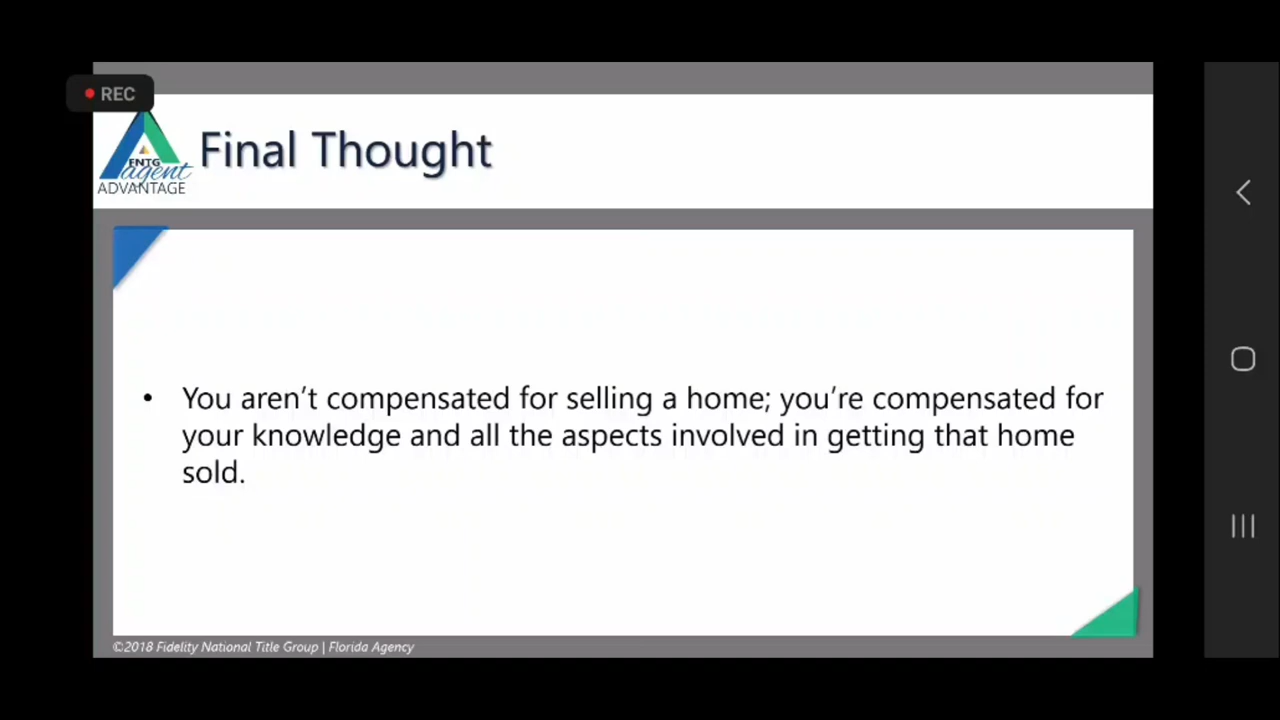 REC
FNTG
agent
ADVANTAGE
Final Thought
• You aren't compensated for selling a home; you're compensated for
your knowledge and all the aspects involved in getting that home
sold.
©2018 Fidelity National Title Group | Florida Agency